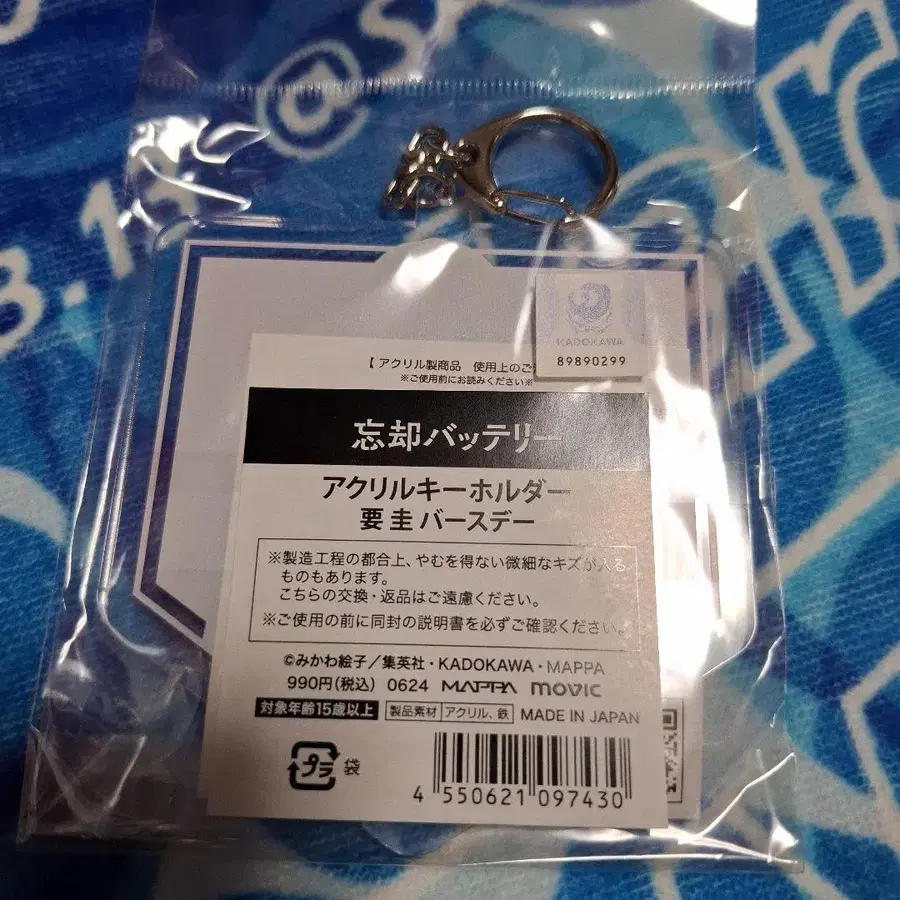 @S
3.14
KADOKAWA
89890299
【アクリル製商品 使用上のご
※ご使用前にお読みください※
忘却バッテリー
アクリルキーホルダー
要 圭 バースデー
※製造工程の都合上、やむを得ない微細なキズが入る
ものもあります。
こちらの交換・返品はご遠慮ください。
※ご使用の前に同封の説明書を必ずご確認ください。
©みかわ絵子／集英社・KADOKAWA・MAPPA
990円(税込) 0624 MAPPA movic
対象年齢15歳以上 製品素材 アクリル、鉄 MADE IN JAPAN
プラ 袋
4 550621 097430